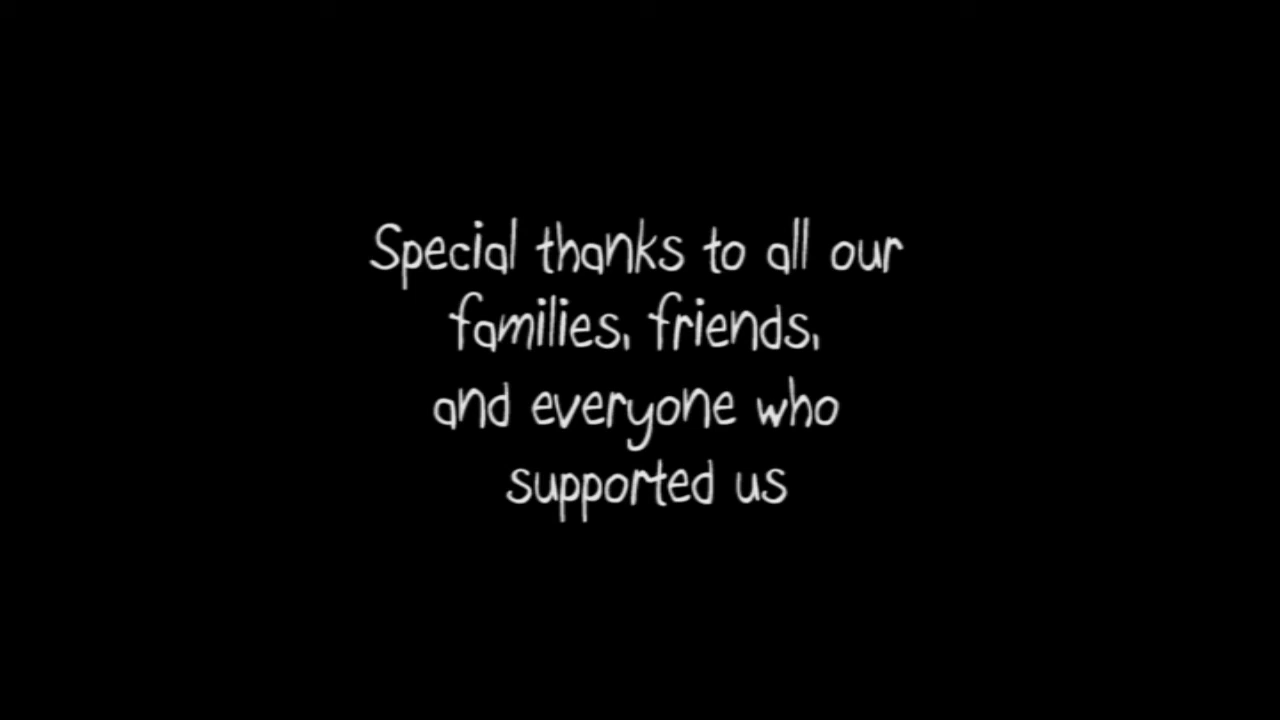 Special thanks to all our
families, friends,
and everyone who
supported us